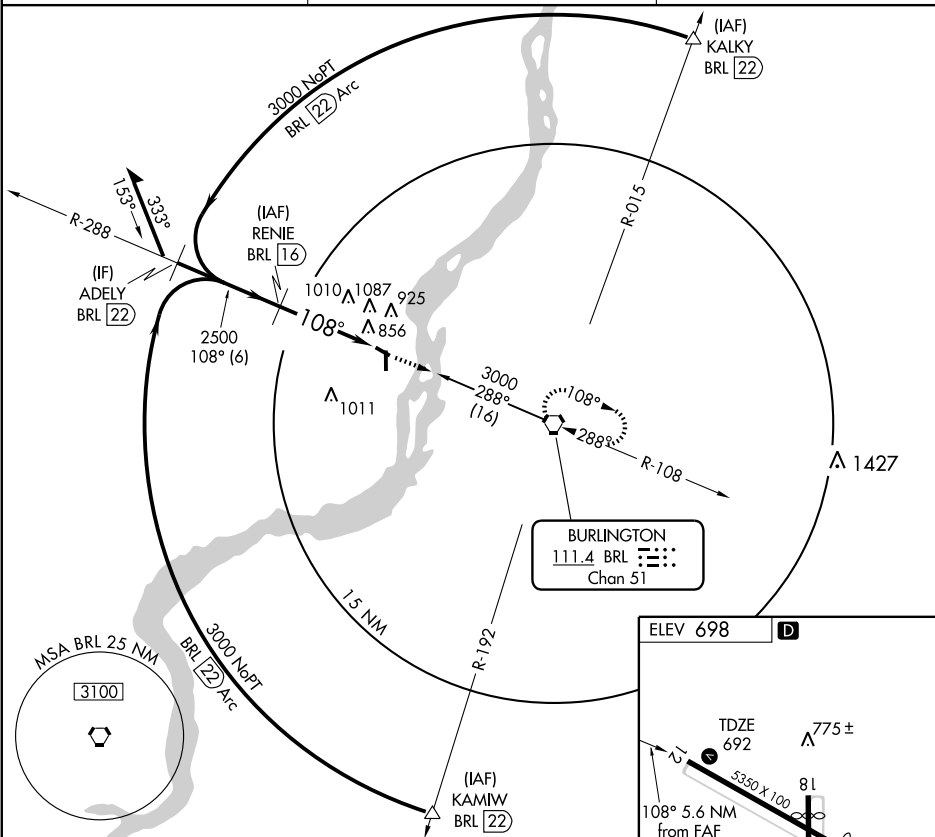 (IAF)
KALKY
BRL 22
3000 NoPT
BRL 22 Arc
R-015
153°
333°
R-288
(IAF)
RENIE
BRL 16
(IF)
ADELY
BRL 22
1010
1087
925
856
108°
2500
108° (6)
1011
3000
288°
(16)
108°
288°
R-108
1427
BURLINGTON
111.4 BRL
Chan 51
15 NM
R-192
3000 NoPT
BRL 22 Arc
MSA BRL 25 NM
3100
(IAF)
KAMIW
BRL 22
ELEV 698 D
TDZE
692
775 ±
12
V
5350 X 100
18
108° 5.6 NM
from FAF